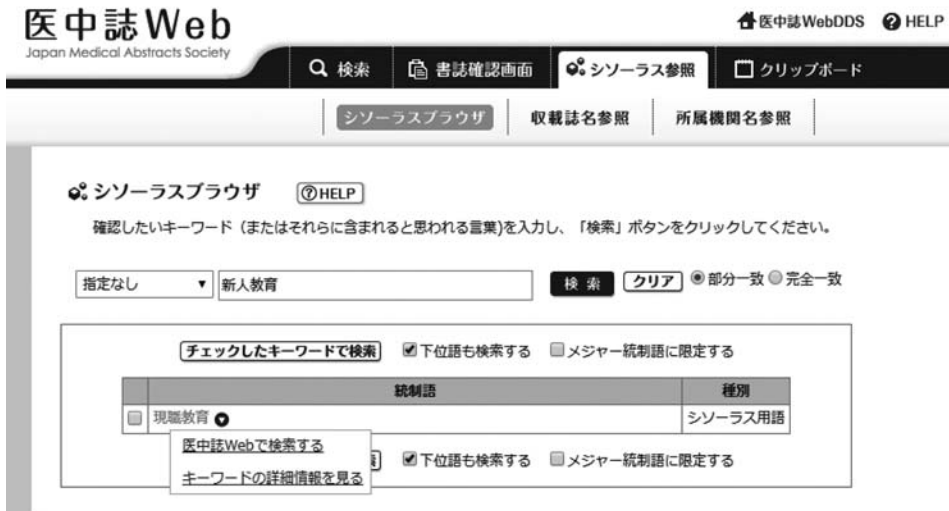 医中誌Web
Japan Medical Abstracts Society
医中誌WebDDS HELP
検索 書誌確認画面 シソーラス参照 クリップボード
シソーラスブラウザ 収載誌名参照 所属機関名参照
シソーラスブラウザ HELP
確認したいキーワード(またはそれらに含まれると思われる言葉)を入力し、「検索」ボタンをクリックしてください。
指定なし 新人教育 検索 クリア 部分一致 完全一致
チェックしたキーワードで検索 下位語も検索する メジャー統制語に限定する
統制語 種別
現職教育 シソーラス用語
医中誌Webで検索する
キーワードの詳細情報を見る
下位語も検索する メジャー統制語に限定する